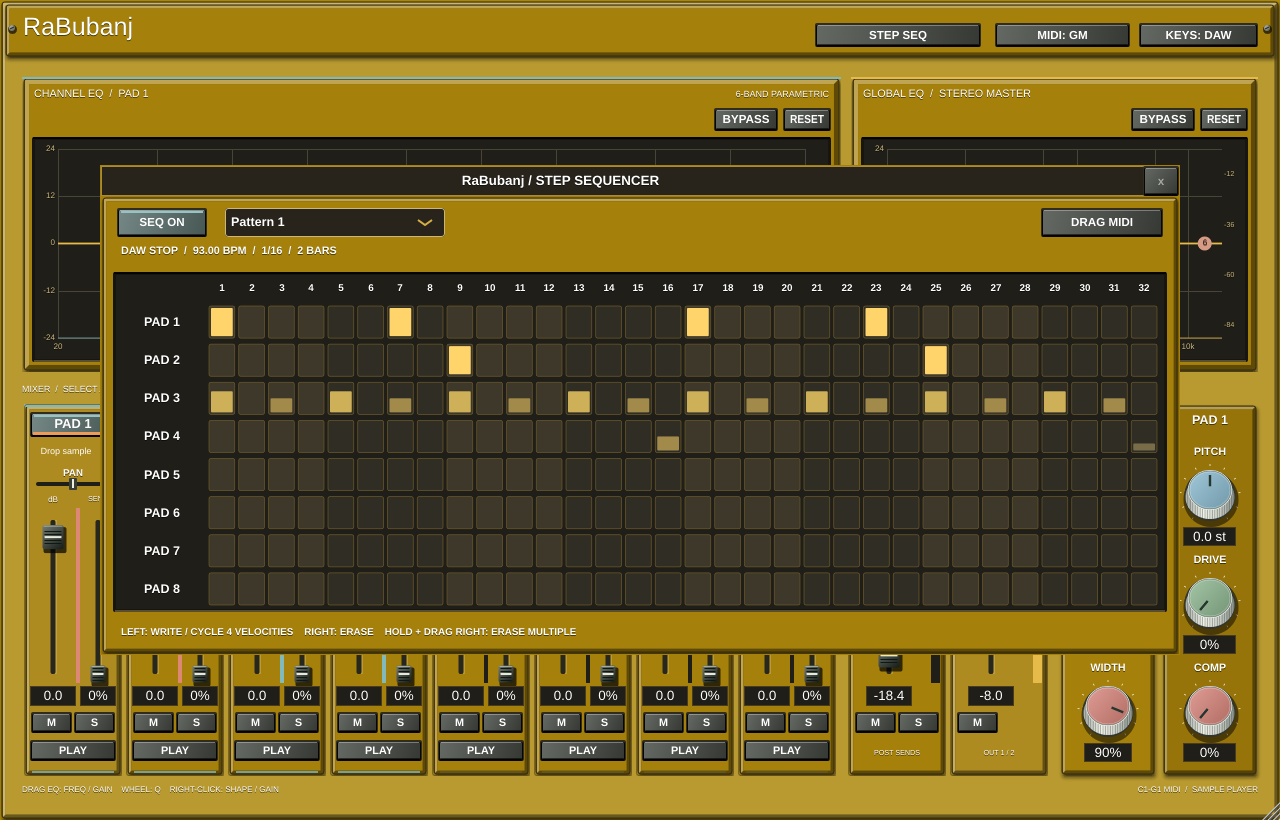 RaBubanj
STEP SEQ
MIDI: GM
KEYS: DAW
CHANNEL EQ / PAD 1
6-BAND PARAMETRIC
GLOBAL EQ / STEREO MASTER
BYPASS
RESET
BYPASS
RESET
24
12
0
-12
-24
20
24
-12
-36
-60
-84
10k
6
RaBubanj / STEP SEQUENCER
x
SEQ ON
Pattern 1
DRAG MIDI
DAW STOP / 93.00 BPM / 1/16 / 2 BARS
1 2 3 4 5 6 7 8 9 10 11 12 13 14 15 16 17 18 19 20 21 22 23 24 25 26 27 28 29 30 31 32
PAD 1
PAD 2
PAD 3
PAD 4
PAD 5
PAD 6
PAD 7
PAD 8
LEFT: WRITE / CYCLE 4 VELOCITIES RIGHT: ERASE HOLD + DRAG RIGHT: ERASE MULTIPLE
MIXER / SELECT
PAD 1
Drop sample
PAN
dB
PAD 1
PITCH
0.0 st
DRIVE
0%
WIDTH
90%
COMP
0%
0.0 0% 0.0 0% 0.0 0% 0.0 0% 0.0 0% 0.0 0% 0.0 0% 0.0 0% -18.4 -8.0
M S M S M S M S M S M S M S M S M S M
PLAY PLAY PLAY PLAY PLAY PLAY PLAY PLAY
POST SENDS
OUT 1 / 2
DRAG EQ: FREQ / GAIN WHEEL: Q RIGHT-CLICK: SHAPE / GAIN
C1-G1 MIDI / SAMPLE PLAYER